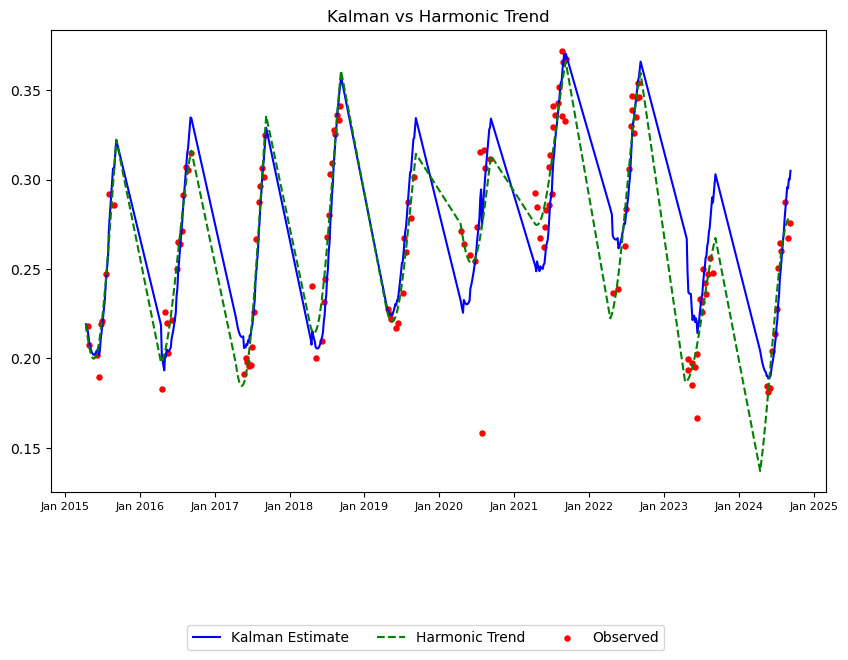 Kalman vs Harmonic Trend
0.35
0.30
0.25
0.20
0.15
Jan 2015 Jan 2016 Jan 2017 Jan 2018 Jan 2019 Jan 2020 Jan 2021 Jan 2022 Jan 2023 Jan 2024 Jan 2025
Kalman Estimate Harmonic Trend Observed